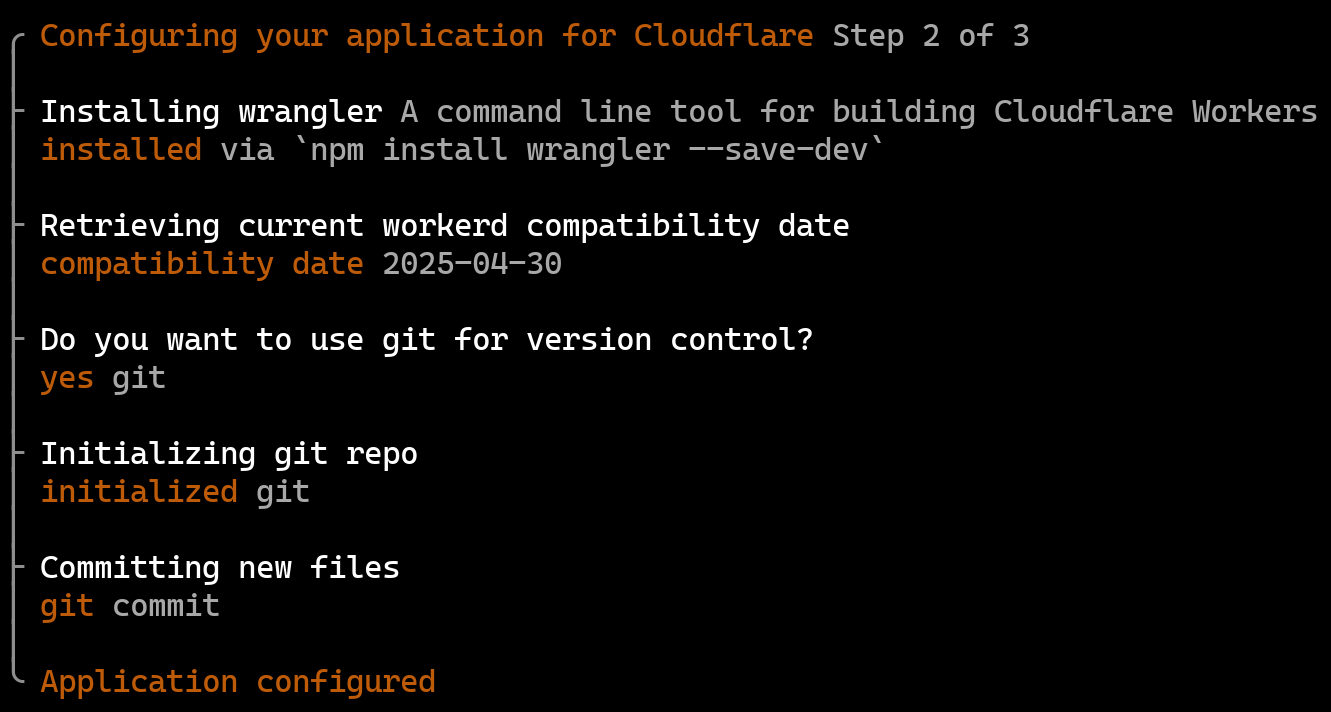 Configuring your application for Cloudflare Step 2 of 3
Installing wrangler A command line tool for building Cloudflare Workers
installed via `npm install wrangler --save-dev`
Retrieving current workerd compatibility date
compatibility date 2025-04-30
Do you want to use git for version control?
yes git
Initializing git repo
initialized git
Committing new files
git commit
Application configured